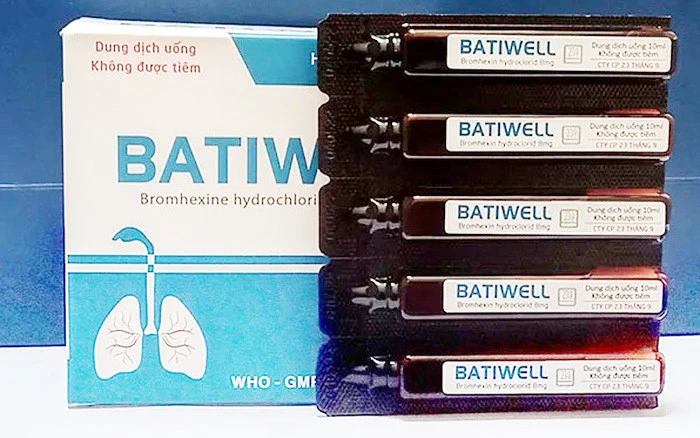 Dung dịch uống
Không được tiêm
H
BATIW
Bromhexine hydrochlori
WHO - GMP
BATIWELL
Bromhexin hydroclorid 8mg
Dung dịch uống 10ml
Không được tiêm
CTY CP 23 THÁNG 9
BATIWELL
Bromhexin hydroclorid 8mg
Dung dịch uống 10ml
Không được tiêm
CTY CP 23 THÁNG 9
BATIWELL
Bromhexin hydroclorid 8mg
Dung dịch uống 10ml
Không được tiêm
CTY CP 23 THÁNG 9
BATIWELL
Bromhexin hydroclorid 8mg
Dung dịch uống 10ml
Không được tiêm
CTY CP 23 THÁNG 9
BATIWELL
Bromhexin hydroclorid 8mg
Dung dịch uống 10ml
Không được tiêm
CTY CP 23 THÁNG 9